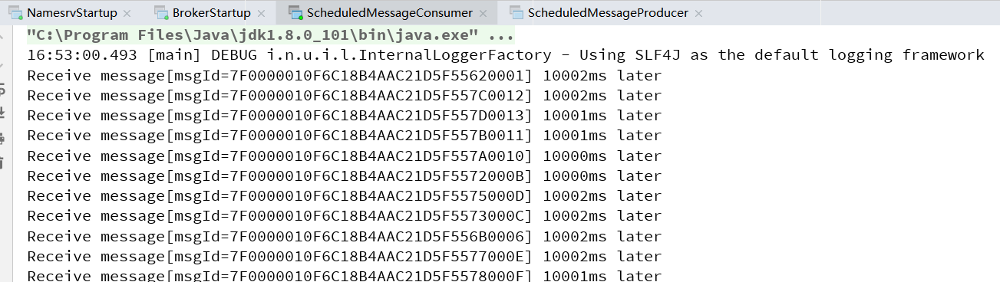 NamesrvStartup × BrokerStartup × ScheduledMessageConsumer × ScheduledMessageProducer ×
"C:\Program Files\Java\jdk1.8.0_101\bin\java.exe" ...
16:53:00.493 [main] DEBUG i.n.u.i.l.InternalLoggerFactory - Using SLF4J as the default logging framework
Receive message[msgId=7F0000010F6C18B4AAC21D5F55620001] 10002ms later
Receive message[msgId=7F0000010F6C18B4AAC21D5F557C0012] 10002ms later
Receive message[msgId=7F0000010F6C18B4AAC21D5F557D0013] 10001ms later
Receive message[msgId=7F0000010F6C18B4AAC21D5F557B0011] 10001ms later
Receive message[msgId=7F0000010F6C18B4AAC21D5F557A0010] 10000ms later
Receive message[msgId=7F0000010F6C18B4AAC21D5F5572000B] 10000ms later
Receive message[msgId=7F0000010F6C18B4AAC21D5F5575000D] 10002ms later
Receive message[msgId=7F0000010F6C18B4AAC21D5F5573000C] 10002ms later
Receive message[msgId=7F0000010F6C18B4AAC21D5F556B0006] 10002ms later
Receive message[msgId=7F0000010F6C18B4AAC21D5F5577000E] 10002ms later
Receive message[msgId=7F0000010F6C18B4AAC21D5F5578000F] 10001ms later